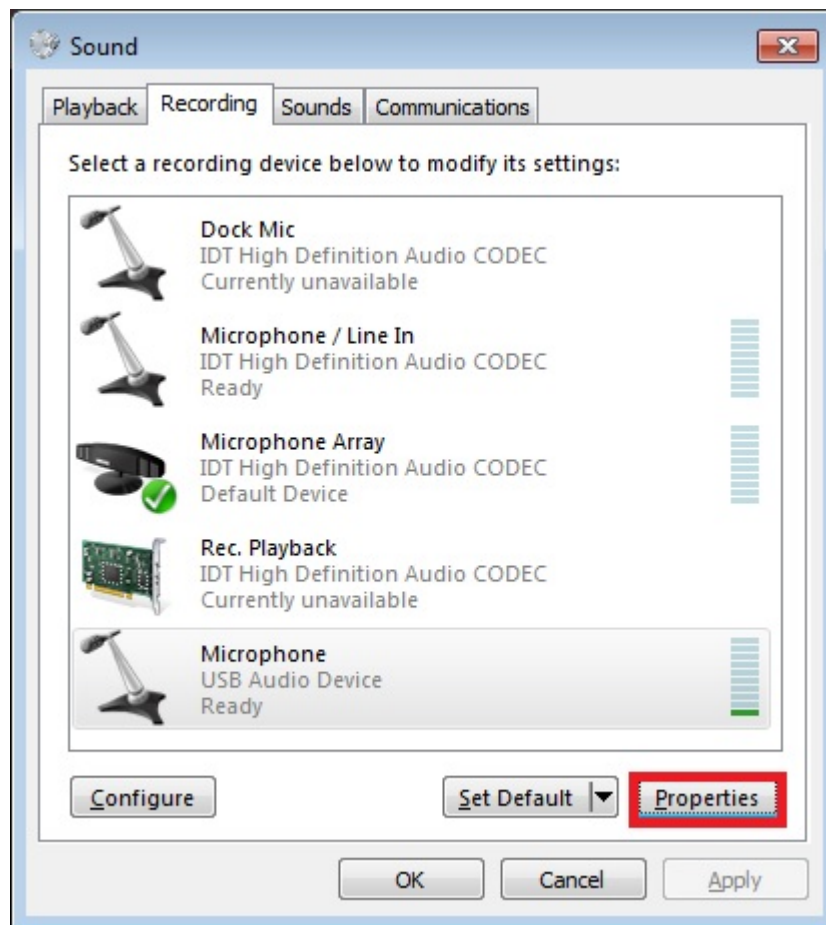 Sound
Playback Recording Sounds Communications
Select a recording device below to modify its settings:
Dock Mic
IDT High Definition Audio CODEC
Currently unavailable
Microphone / Line In
IDT High Definition Audio CODEC
Ready
Microphone Array
IDT High Definition Audio CODEC
Default Device
Rec. Playback
IDT High Definition Audio CODEC
Currently unavailable
Microphone
USB Audio Device
Ready
Configure Set Default Properties
OK Cancel Apply